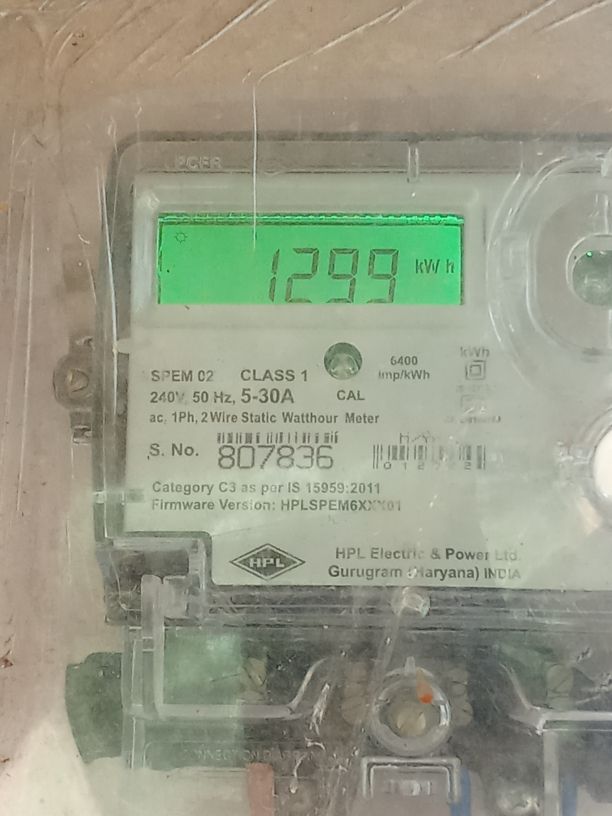 1299 kWh
SPEM 02 CLASS 1
6400
imp/kWh
kWh
240V, 50 Hz, 5-30A
CAL
ac, 1Ph, 2Wire Static Watthour Meter
S. No. 807836
Category C3 as per IS 15959:2011
Firmware Version: HPLSPEM6XXX01
HPL
HPL Electric & Power Ltd.
Gurugram (Haryana) INDIA